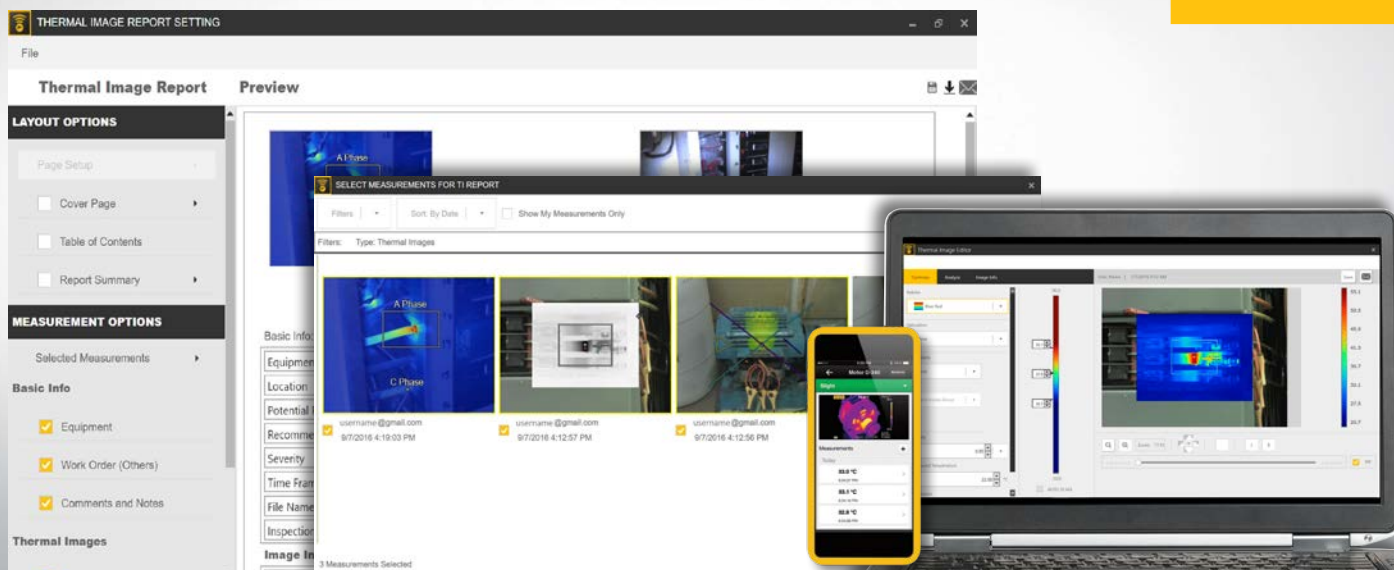 THERMAL IMAGE REPORT SETTING
File
Thermal Image Report
Preview
LAYOUT OPTIONS
Page Setup
Cover Page
Table of Contents
Report Summary
MEASUREMENT OPTIONS
Selected Measurements
Basic Info
Equipment
Work Order (Others)
Comments and Notes
Thermal Images
A Phase
Basic Info:
Equipmen
Location
Potential
Recomme
Severity
Time Fram
File Name
Inspection
Image In
SELECT MEASUREMENTS FOR TI REPORT
Filters
Sort: By Date
Show My Measurements Only
Filters: Type: Thermal Images
A Phase
C Phase
username@gmail.com
9/7/2016 4:19:03 PM
username@gmail.com
9/7/2016 4:12:57 PM
username@gmail.com
9/7/2016 4:12:56 PM
3 Measurements Selected
Thermal Image Editor
Analyze
Image Info
Measurements
Today